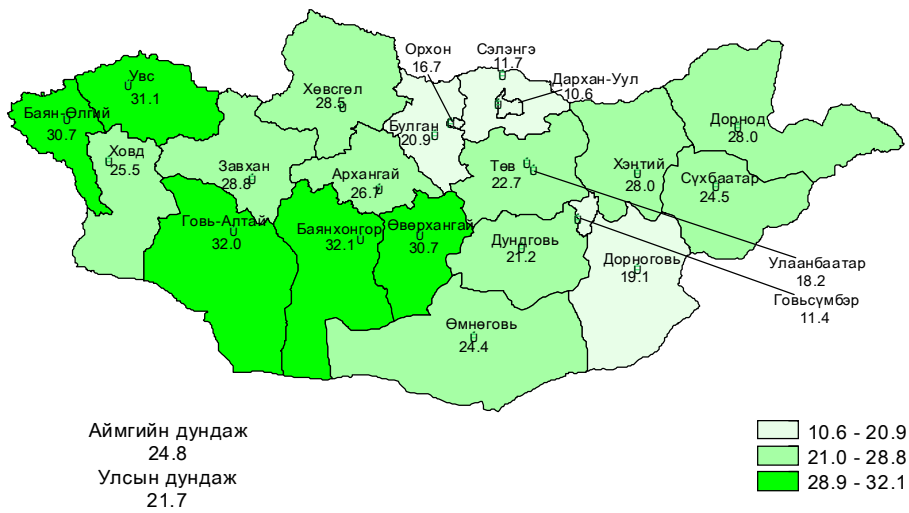 Орхон
16.7
Сэлэнгэ
11.7
Дархан-Уул
10.6
Увс
31.1
Хөвсгөл
28.5
Баян-Өлгий
30.7
Булган
20.9
Дорнод
28.0
Ховд
25.5
Завхан
28.8
Архангай
26.7
Төв
22.7
Хэнтий
28.0
Сүхбаатар
24.5
Говь-Алтай
32.0
Баянхонгор
32.1
Өвөрхангай
30.7
Дундговь
21.2
Дорноговь
19.1
Улаанбаатар
18.2
Говьсүмбэр
11.4
Өмнөговь
24.4
Аймгийн дундаж
24.8
Улсын дундаж
21.7
10.6 - 20.9
21.0 - 28.8
28.9 - 32.1